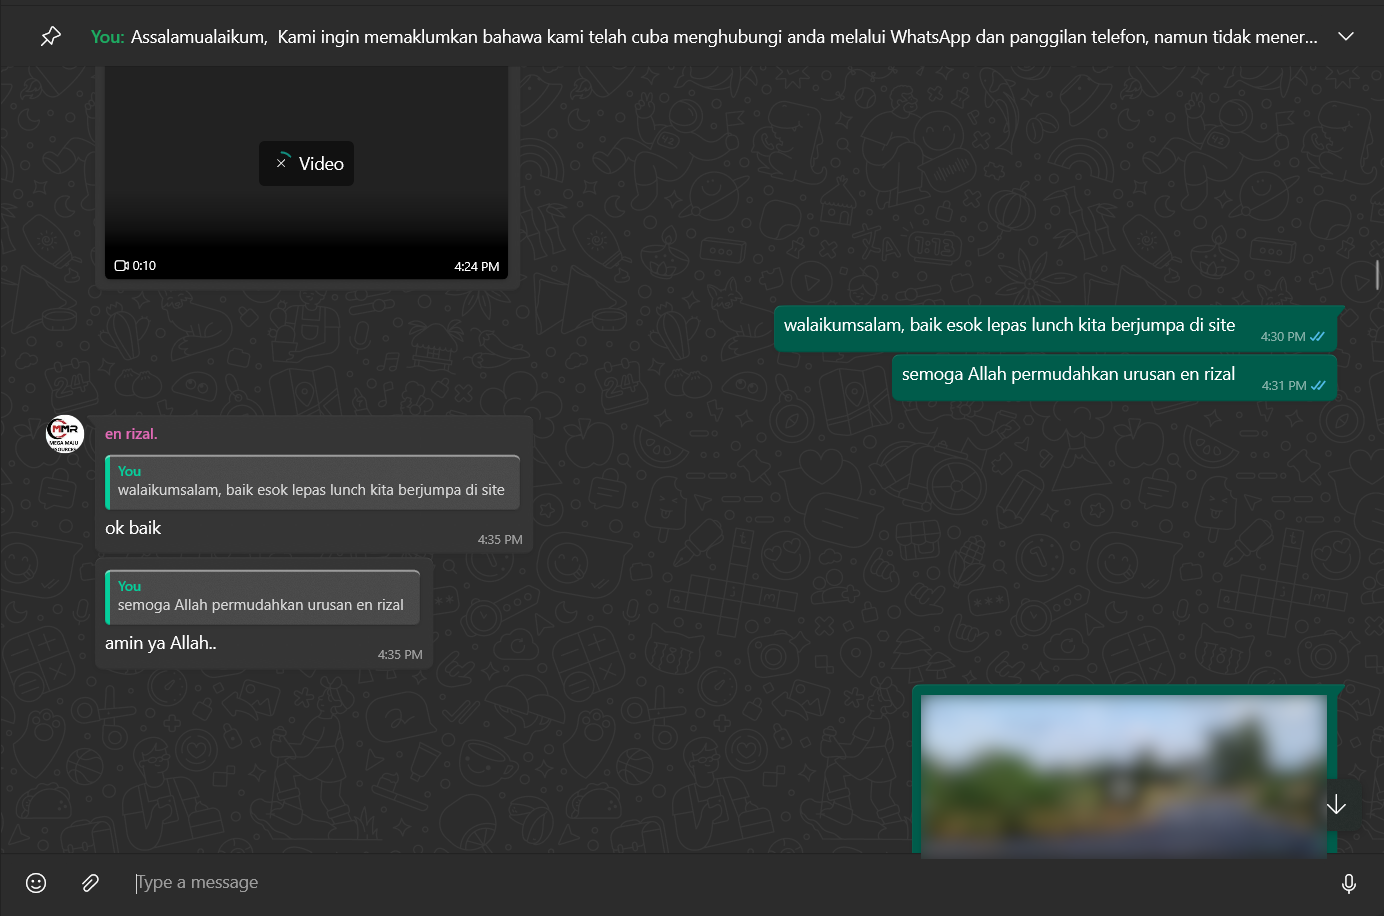 You: Assalamualaikum, Kami ingin memaklumkan bahawa kami telah cuba menghubungi anda melalui WhatsApp dan panggilan telefon, namun tidak mener...
Video
0:10 4:24 PM
walaikumsalam, baik esok lepas lunch kita berjumpa di site
4:30 PM
semoga Allah permudahkan urusan en rizal
4:31 PM
MMR
MEGA MAJU
en rizal.
You
walaikumsalam, baik esok lepas lunch kita berjumpa di site
ok baik
4:35 PM
You
semoga Allah permudahkan urusan en rizal
amin ya Allah..
4:35 PM
Type a message